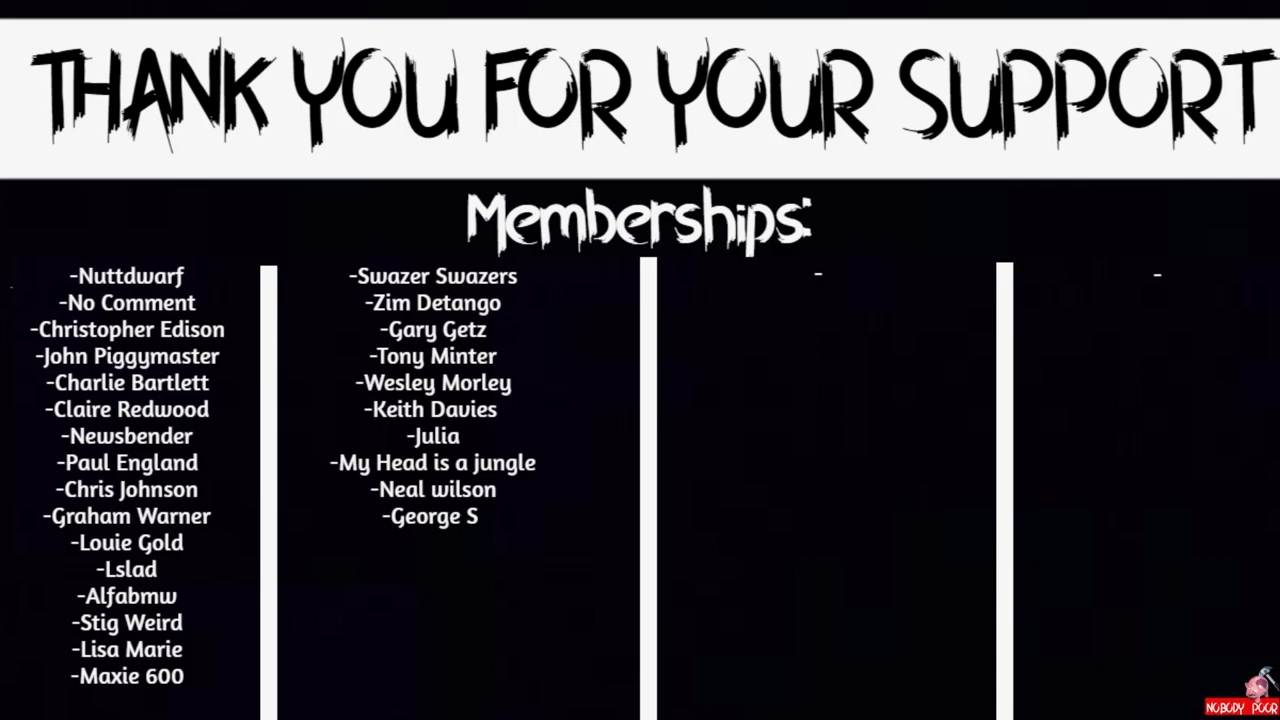 THANK YOU FOR YOUR SUPPORT
Memberships:
-Nuttdwarf
-No Comment
-Christopher Edison
-John Piggymaster
-Charlie Bartlett
-Claire Redwood
-Newsbender
-Paul England
-Chris Johnson
-Graham Warner
-Louie Gold
-Lslad
-Alfabmw
-Stig Weird
-Lisa Marie
-Maxie 600
-Swazer Swazers
-Zim Detango
-Gary Getz
-Tony Minter
-Wesley Morley
-Keith Davies
-Julia
-My Head is a jungle
-Neal wilson
-George S
-
-
NOBODY POOR